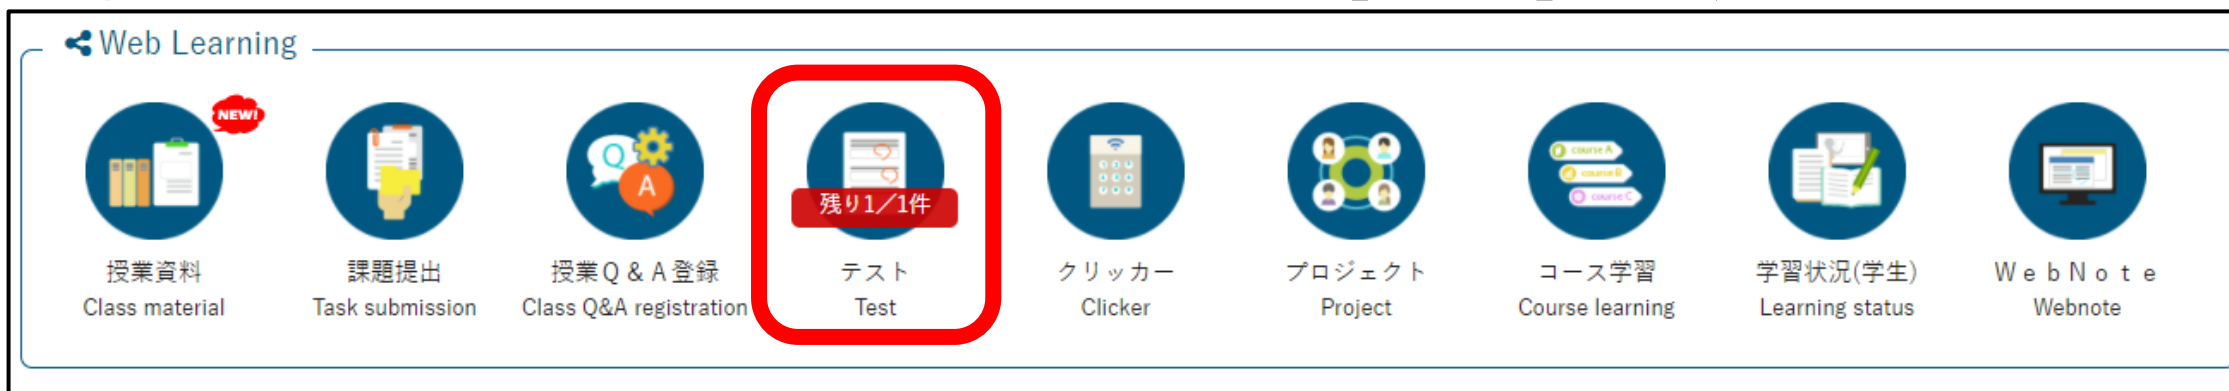 Web Learning
NEW!
Q
A
course A
course B
course C
残り1／1件
授業資料
Class material
課題提出
Task submission
授業Ｑ＆Ａ登録
Class Q&A registration
テスト
Test
クリッカー
Clicker
プロジェクト
Project
コース学習
Course learning
学習状況(学生)
Learning status
ＷｅｂＮｏｔｅ
Webnote